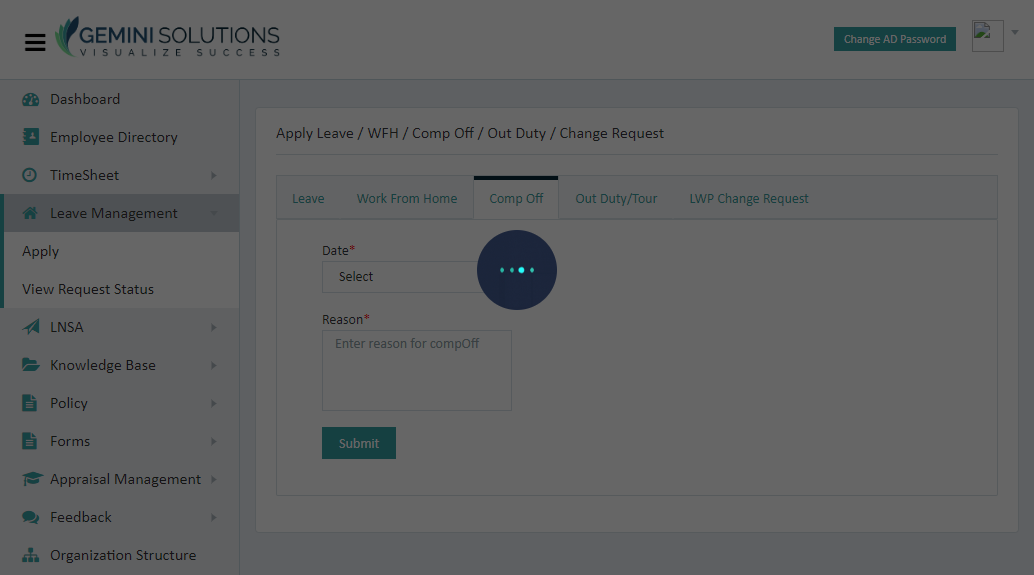 GEMINI SOLUTIONS
VISUALIZE SUCCESS
Change AD Password
Dashboard
Employee Directory
TimeSheet
Leave Management
Apply
View Request Status
LNSA
Knowledge Base
Policy
Forms
Appraisal Management
Feedback
Organization Structure
Apply Leave / WFH / Comp Off / Out Duty / Change Request
Leave Work From Home Comp Off Out Duty/Tour LWP Change Request
Date*
Select
Reason*
Enter reason for compOff
Submit